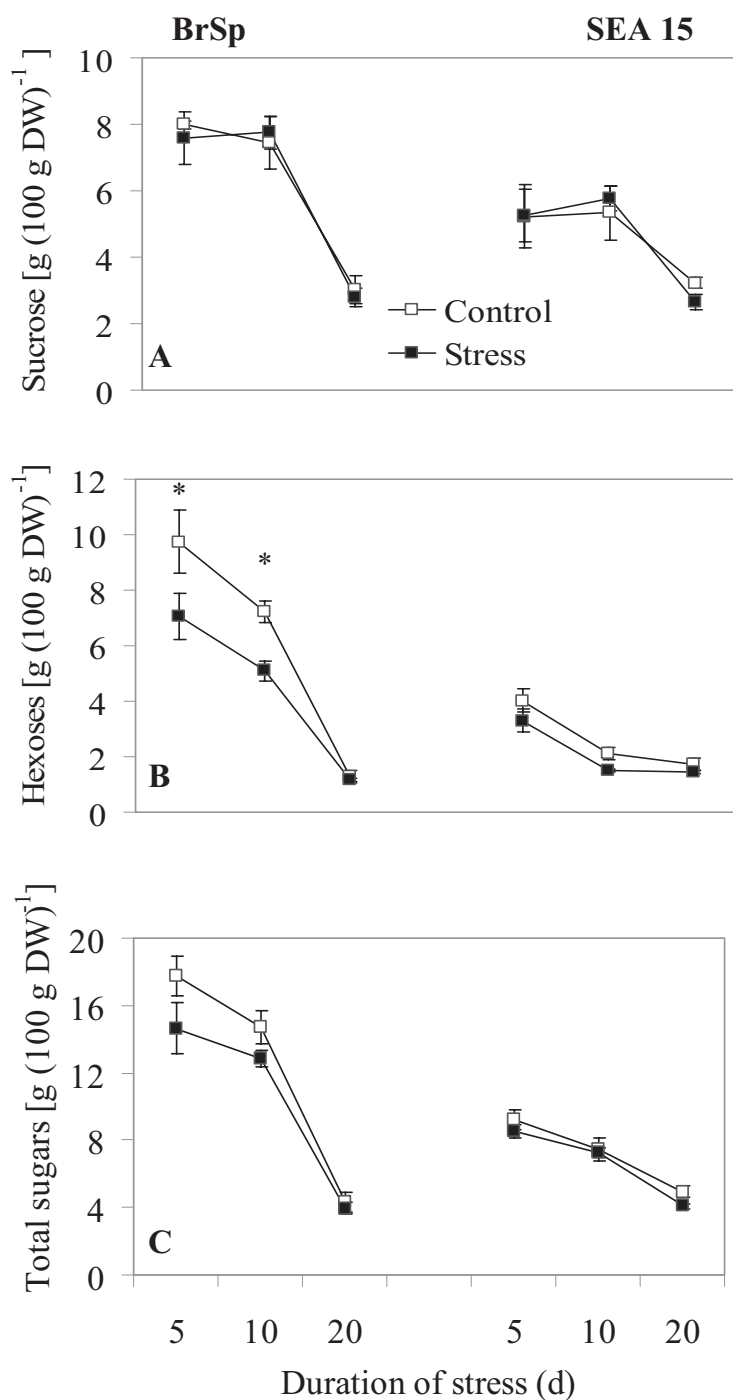 BrSp SEA 15
10
8
6
4
2
0
Sucrose [g (100 g DW)⁻¹]
Control
Stress
A
12
10
8
6
4
2
0
Hexoses [g (100 g DW)⁻¹]
*
*
B
20
16
12
8
4
0
Total sugars [g (100 g DW)⁻¹]
C
5 10 20 5 10 20
Duration of stress (d)